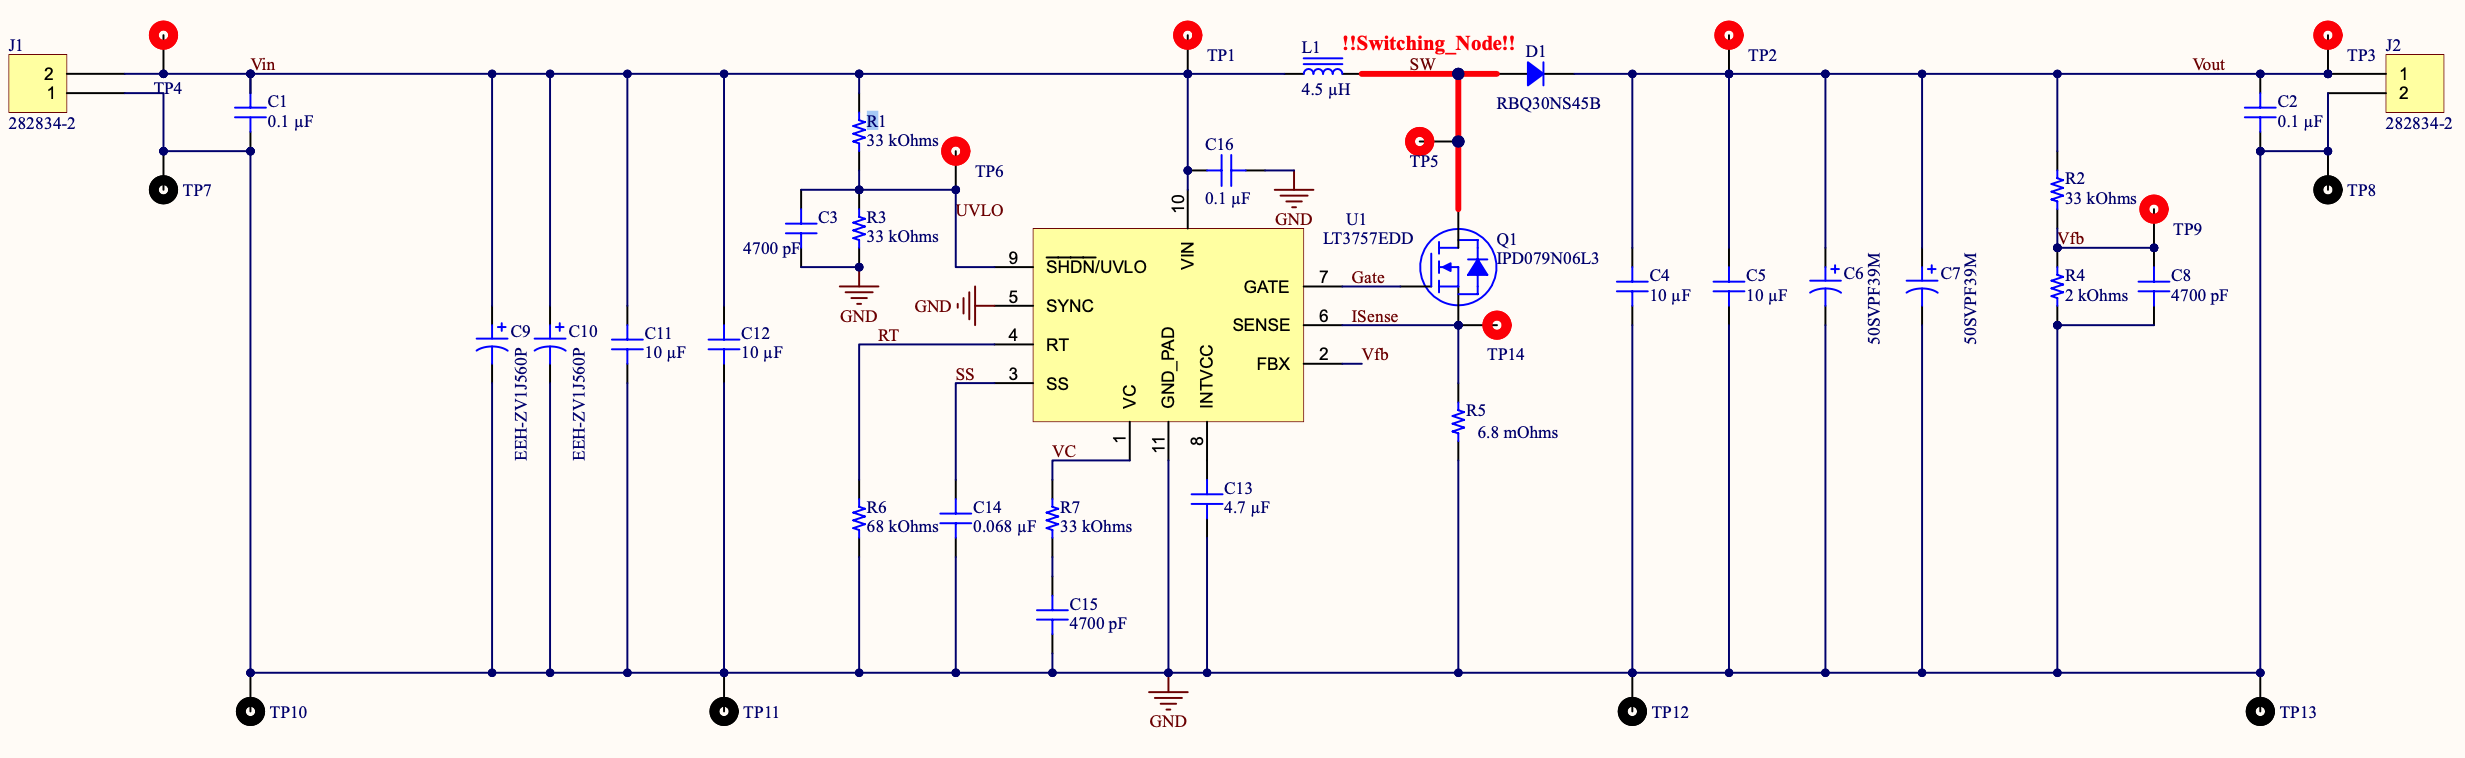 J1
2
1
282834-2
TP4
Vin
C1
0.1 µF
TP7
C9
EEH-ZV1J560P
C10
EEH-ZV1J560P
C11
10 µF
C12
10 µF
R1
33 kOhms
TP6
UVLO
C3
4700 pF
R3
33 kOhms
GND
GND
RT
SS
TP1
C16
0.1 µF
GND
L1
4.5 µH
!!Switching_Node!!
SW
D1
RBQ30NS45B
TP5
U1
LT3757EDD
10
VIN
9
SHDN/UVLO
5
SYNC
4
RT
3
SS
GATE
7
Gate
SENSE
6
ISense
FBX
2
Vfb
VC
GND_PAD
INTVCC
1
11
8
VC
Q1
IPD079N06L3
TP14
R5
6.8 mOhms
R6
68 kOhms
C14
0.068 µF
R7
33 kOhms
C15
4700 pF
C13
4.7 µF
TP2
C4
10 µF
C5
10 µF
C6
50SVPF39M
C7
50SVPF39M
R2
33 kOhms
Vfb
TP9
R4
2 kOhms
C8
4700 pF
Vout
C2
0.1 µF
TP3
J2
1
2
282834-2
TP8
TP10
TP11
GND
TP12
TP13